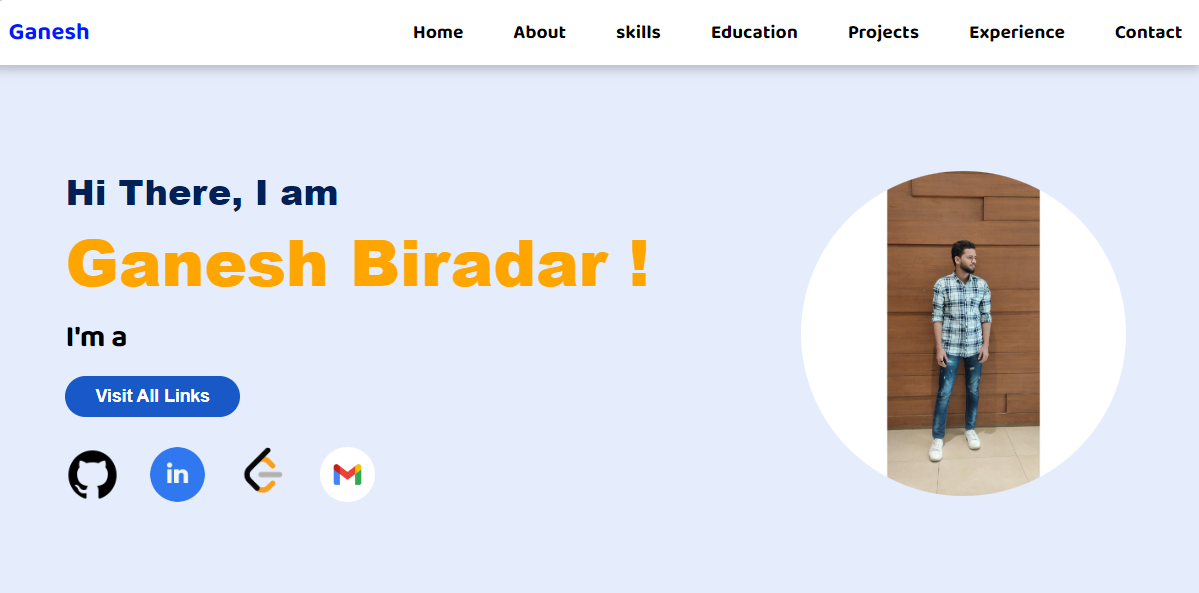 Ganesh
Home About skills Education Projects Experience Contact
Hi There, I am
Ganesh Biradar !
I'm a
Visit All Links
in